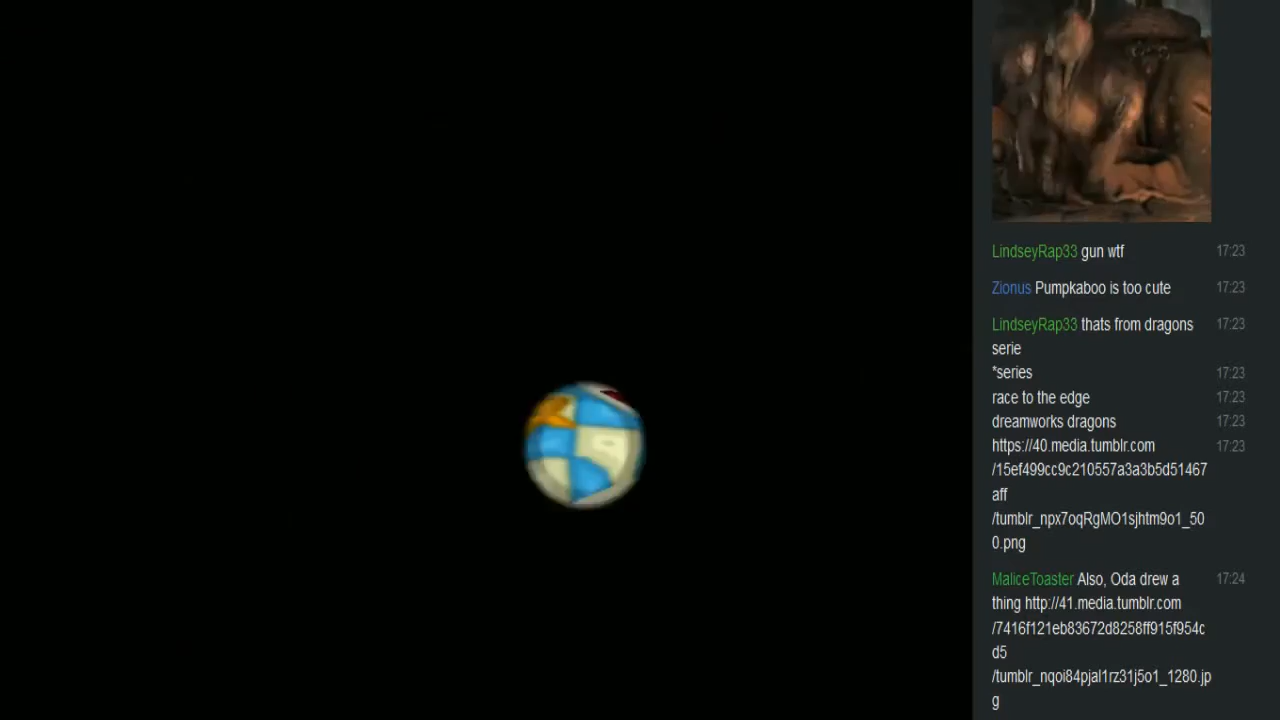 LindseyRap33 gun wtf 17:23
Zionus Pumpkaboo is too cute 17:23
LindseyRap33 thats from dragons 17:23
serie
*series 17:23
race to the edge 17:23
dreamworks dragons 17:23
https://40.media.tumblr.com 17:23
/15ef499cc9c210557a3a3b5d51467
aff
/tumblr_npx7oqRgMO1sjhtm9o1_50
0.png
MaliceToaster Also, Oda drew a 17:24
thing http://41.media.tumblr.com
/7416f121eb83672d8258ff915f954c
d5
/tumblr_nqoi84pjal1rz31j5o1_1280.jp
g